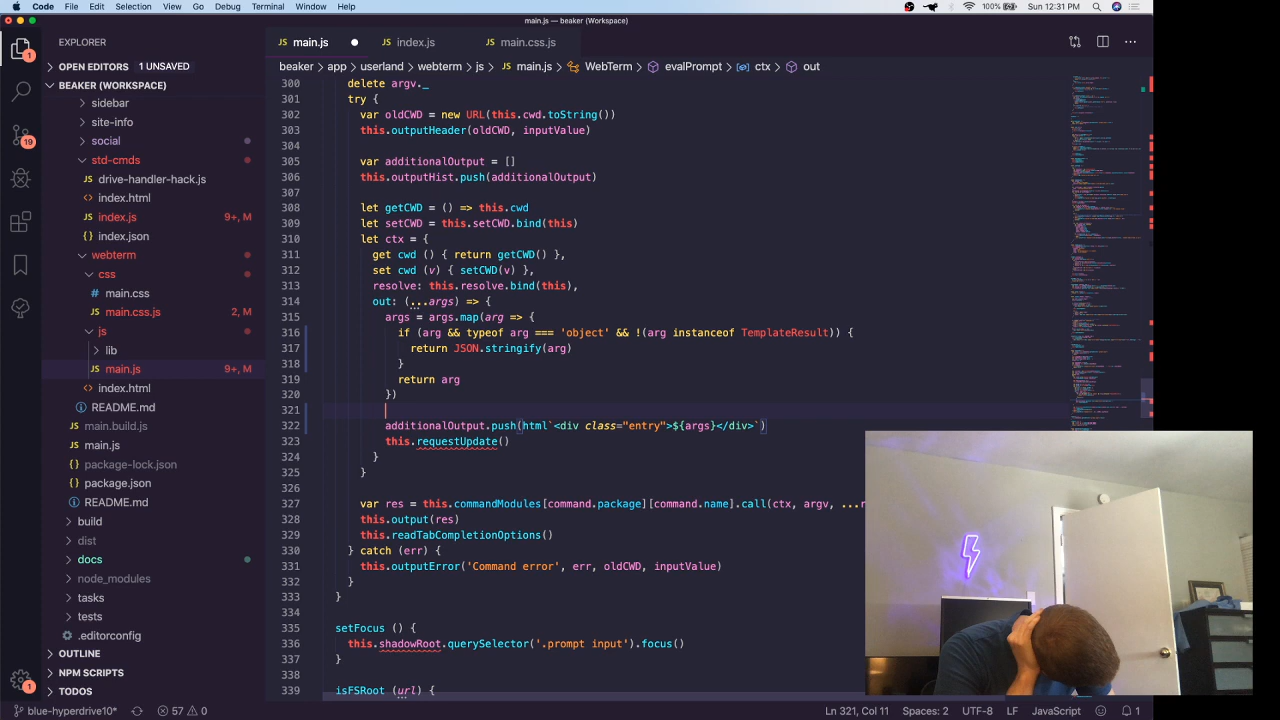 Code File Edit Selection View Go Debug Terminal Window Help 100% Sun 12:31 PM
main.js — beaker (Workspace)
EXPLORER
main.js index.js main.css.js
OPEN EDITORS 1 UNSAVED
beaker > app > userland > webterm > js > main.js > WebTerm > evalPrompt > ctx > out
BEAKER (WORKSPACE)
sidebar
site-info
social
std-cmds
drive-handler-hack.js
index.html
index.js 9+, M
index.json
webterm
css
main.css
main.css.js 2, M
js
lib
main.js 9+, M
index.html
README.md
main.build.js
main.js
package-lock.json
package.json
README.md
build
dist
docs
node_modules
tasks
tests
.editorconfig
OUTLINE
NPM SCRIPTS
TODOS
1
19
1
300 delete argv._
301 try {
302 var oldCWD = new URL(this.cwd.toString())
303 this.outputHeader(oldCWD, inputValue)
304
305 var additionalOutput = []
306 this.outputHist.push(additionalOutput)
307
308 let getCWD = () => this.cwd
309 let setCWD = this.setCWD.bind(this)
310 let ctx = {
311 get cwd () { return getCWD() },
312 set cwd (v) { setCWD(v) },
313 resolve: this.resolve.bind(this),
314 out: (...args) => {
315 args = args.map(arg => {
316 if (arg && typeof arg === 'object' && !(arg instanceof TemplateResult)) {
317 return JSON.stringify(arg)
318 }
319 return arg
320 })
321
322 additionalOutput.push(html`<div class="entry">${args}</div>`)
323 this.requestUpdate()
324 }
325 }
326
327 var res = this.commandModules[command.package][command.name].call(ctx, argv, ...
328 this.output(res)
329 this.readTabCompletionOptions()
330 } catch (err) {
331 this.outputError('Command error', err, oldCWD, inputValue)
332 }
333 }
334
335 setFocus () {
336 this.shadowRoot.querySelector('.prompt input').focus()
337 }
338
339 isFSRoot (url) {
blue-hyperdrive10* 57 0 Ln 321, Col 11 Spaces: 2 UTF-8 LF JavaScript 1